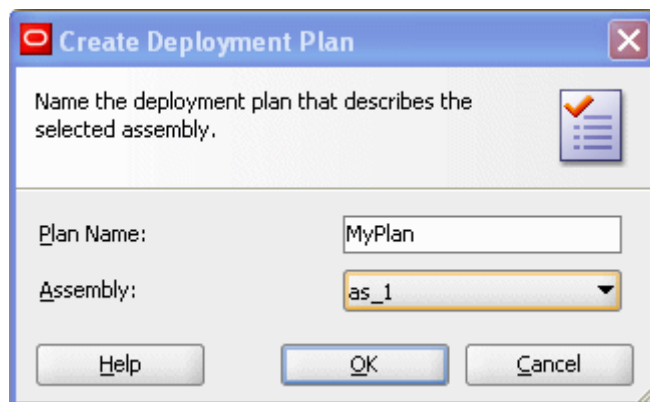 Create Deployment Plan
Name the deployment plan that describes the
selected assembly.
Plan Name: MyPlan
Assembly: as_1
Help OK Cancel